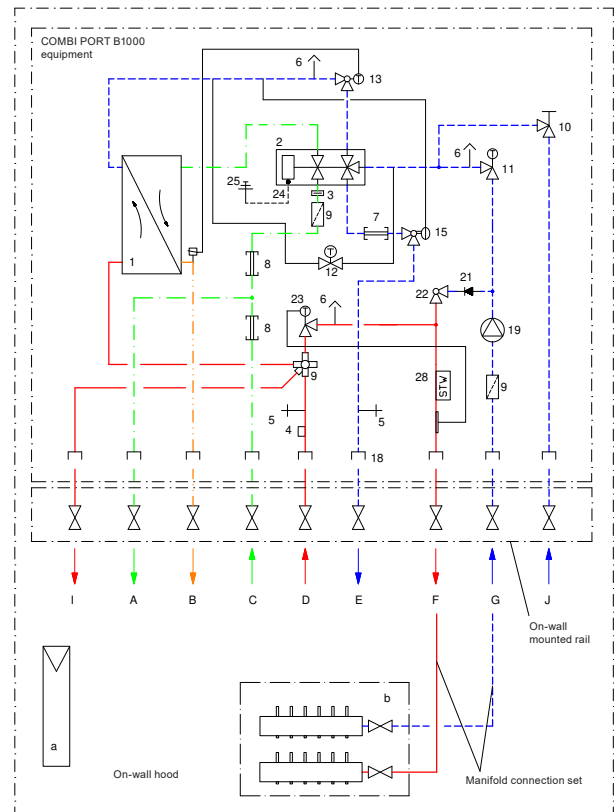 COMBI PORT B1000
equipment
6
13
10
2
6
11
25
24
3
9
7
15
12
8
1
21
23
6
22
8
19
9
28
STW
9
5
4
5
18
I A B C D E F G J
On-wall
mounted rail
b
a
On-wall hood
Manifold connection set